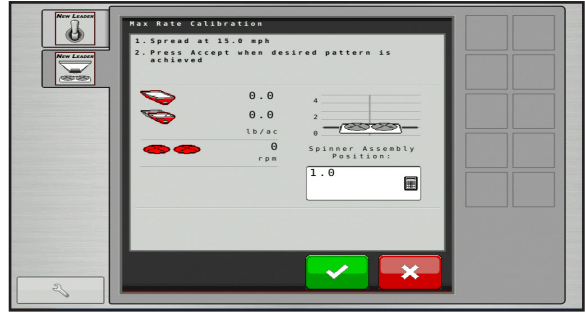 New Leader
New Leader
Max Rate Calibration
1. Spread at 15.0 mph
2. Press Accept when desired pattern is
achieved
0.0
0.0
lb/ac
0
rpm
4
2
0
Spinner Assembly
Position:
1.0